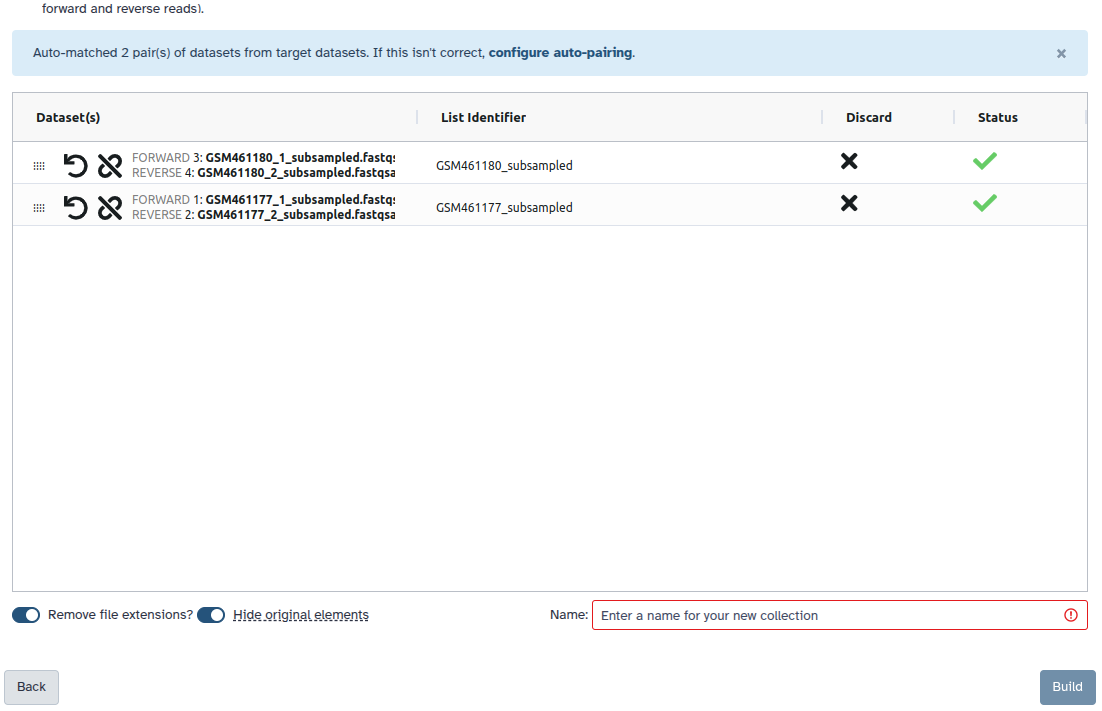 forward and reverse reads).
Auto-matched 2 pair(s) of datasets from target datasets. If this isn't correct, configure auto-pairing.
Dataset(s) List Identifier Discard Status
FORWARD 3: GSM461180_1_subsampled.fastqs
REVERSE 4: GSM461180_2_subsampled.fastqsa
GSM461180_subsampled
FORWARD 1: GSM461177_1_subsampled.fastqs
REVERSE 2: GSM461177_2_subsampled.fastqsa
GSM461177_subsampled
Remove file extensions? Hide original elements Name: Enter a name for your new collection
Back Build